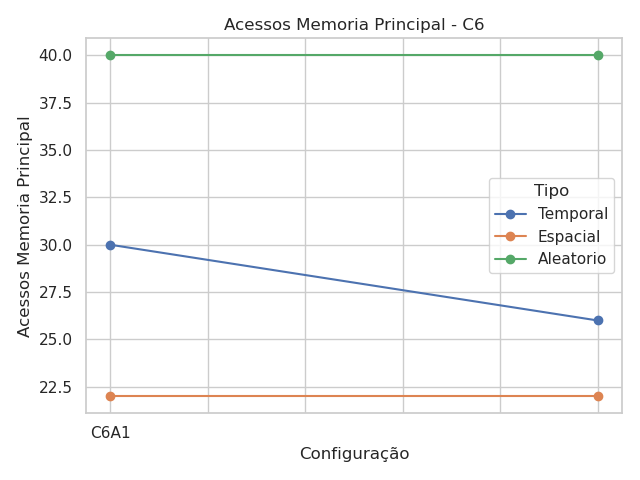 Acessos Memoria Principal - C6
Acessos Memoria Principal
40.0
37.5
35.0
32.5
30.0
27.5
25.0
22.5
Tipo
Temporal
Espacial
Aleatorio
C6A1
Configuração